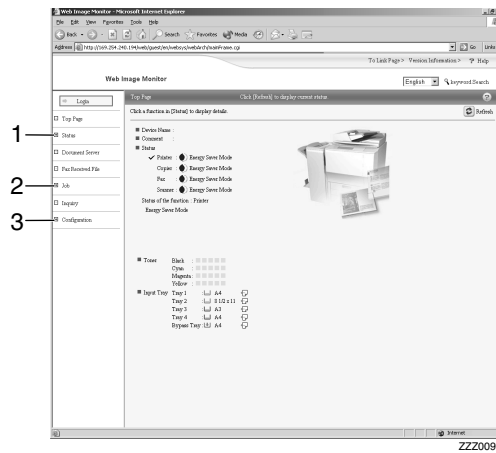 Web Image Monitor - Microsoft Internet Explorer
File Edit View Favorites Tools Help
Back Search Favorites Media
Address http://169.254.240.194/web/guest/en/websys/webArch/mainFrame.cgi Go Links
To Link Page> Version Information> ? Help
Web Image Monitor
English Keyword Search
Login
Top Page Click [Refresh] to display current status. ?
Click a function in [Status] to display details. Refresh
Top Page
1 Status
Document Server
Fax Received File
2 Job
Inquiry
3 Configuration
Device Name :
Comment :
Status
Printer : Energy Saver Mode
Copier : Energy Saver Mode
Fax : Energy Saver Mode
Scanner : Energy Saver Mode
Status of the function : Printer
Energy Saver Mode
Toner Black :
Cyan :
Magenta :
Yellow :
Input Tray Tray 1 : A4
Tray 2 : 8 1/2 x 11
Tray 3 : A3
Tray 4 : A4
Bypass Tray : A4
Internet
ZZZ009